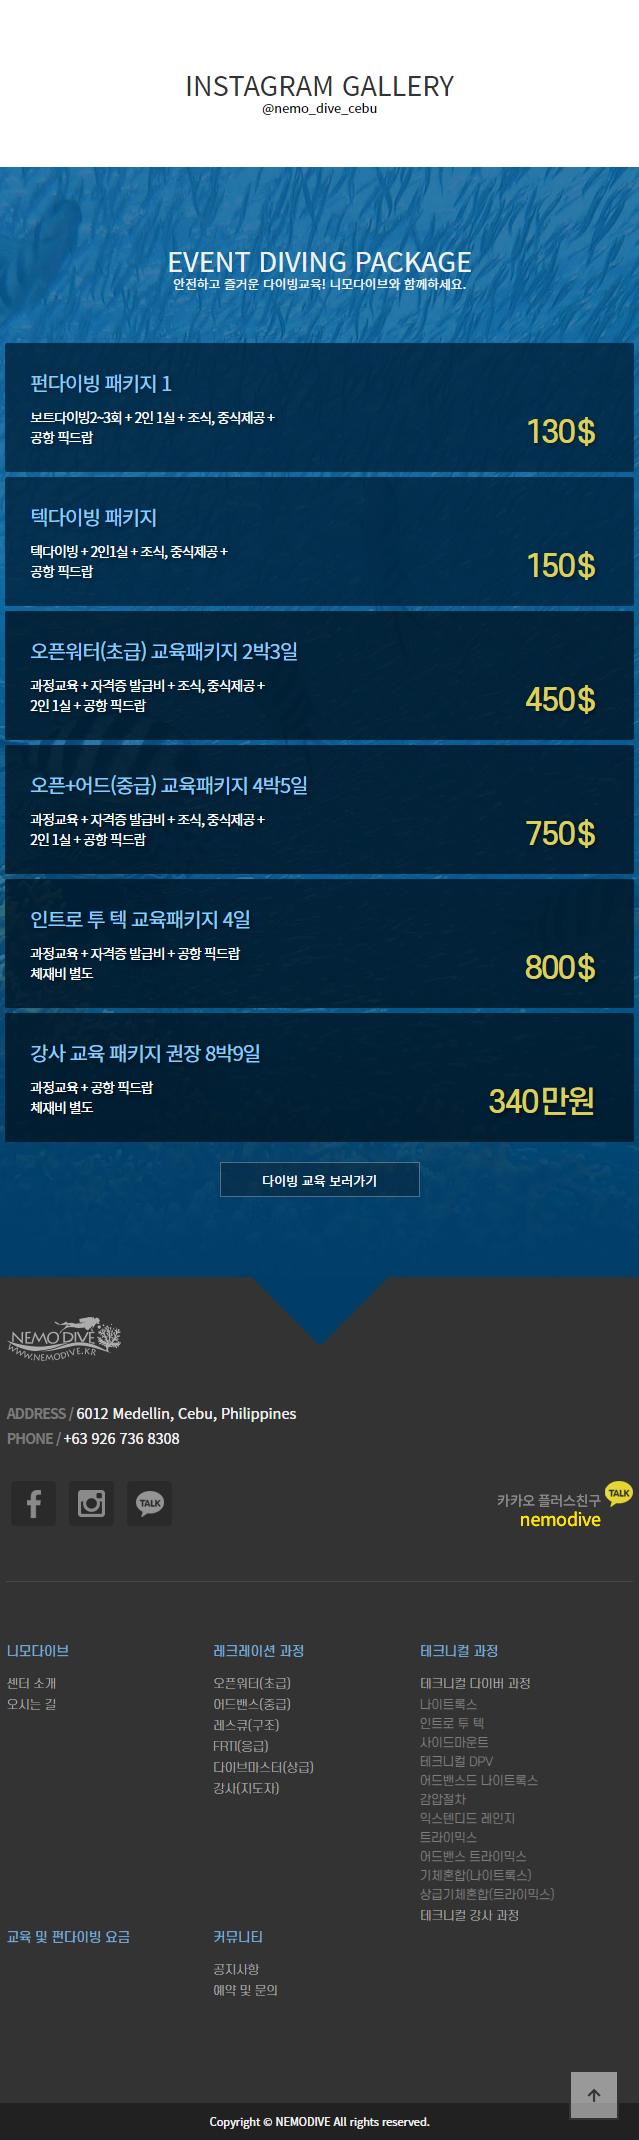 INSTAGRAM GALLERY
@nemo_dive_cebu
EVENT DIVING PACKAGE
안전하고 즐거운 다이빙교육! 니모다이브와 함께하세요.
펀다이빙 패키지 1
보트다이빙2~3회 + 2인 1실 + 조식, 중식제공 +
공항 픽드랍
130$
텍다이빙 패키지
텍다이빙 + 2인1실 + 조식, 중식제공 +
공항 픽드랍
150$
오픈워터(초급) 교육패키지 2박3일
과정교육 + 자격증 발급비 + 조식, 중식제공 +
2인 1실 + 공항 픽드랍
450$
오픈+어드(중급) 교육패키지 4박5일
과정교육 + 자격증 발급비 + 조식, 중식제공 +
2인 1실 + 공항 픽드랍
750$
인트로 투 텍 교육패키지 4일
과정교육 + 자격증 발급비 + 공항 픽드랍
체재비 별도
800$
강사 교육 패키지 권장 8박9일
과정교육 + 공항 픽드랍
체재비 별도
340만원
다이빙 교육 보러가기
NEMO DIVE
WWW.NEMODIVE.KR
ADDRESS / 6012 Medellin, Cebu, Philippines
PHONE / +63 926 736 8308
TALK
카카오 플러스친구 TALK
nemodive
니모다이브
센터 소개
오시는 길
레크레이션 과정
오픈워터(초급)
어드밴스(중급)
레스큐(구조)
FRTI(응급)
다이브마스터(상급)
강사(지도자)
테크니컬 과정
테크니컬 다이버 과정
나이트록스
인트로 투 텍
사이드마운트
테크니컬 DPV
어드밴스드 나이트록스
감압절차
익스텐디드 레인지
트라이믹스
어드밴스 트라이믹스
기체혼합(나이트록스)
상급기체혼합(트라이믹스)
테크니컬 강사 과정
교육 및 펀다이빙 요금
커뮤니티
공지사항
예약 및 문의
Copyright © NEMODIVE All rights reserved.